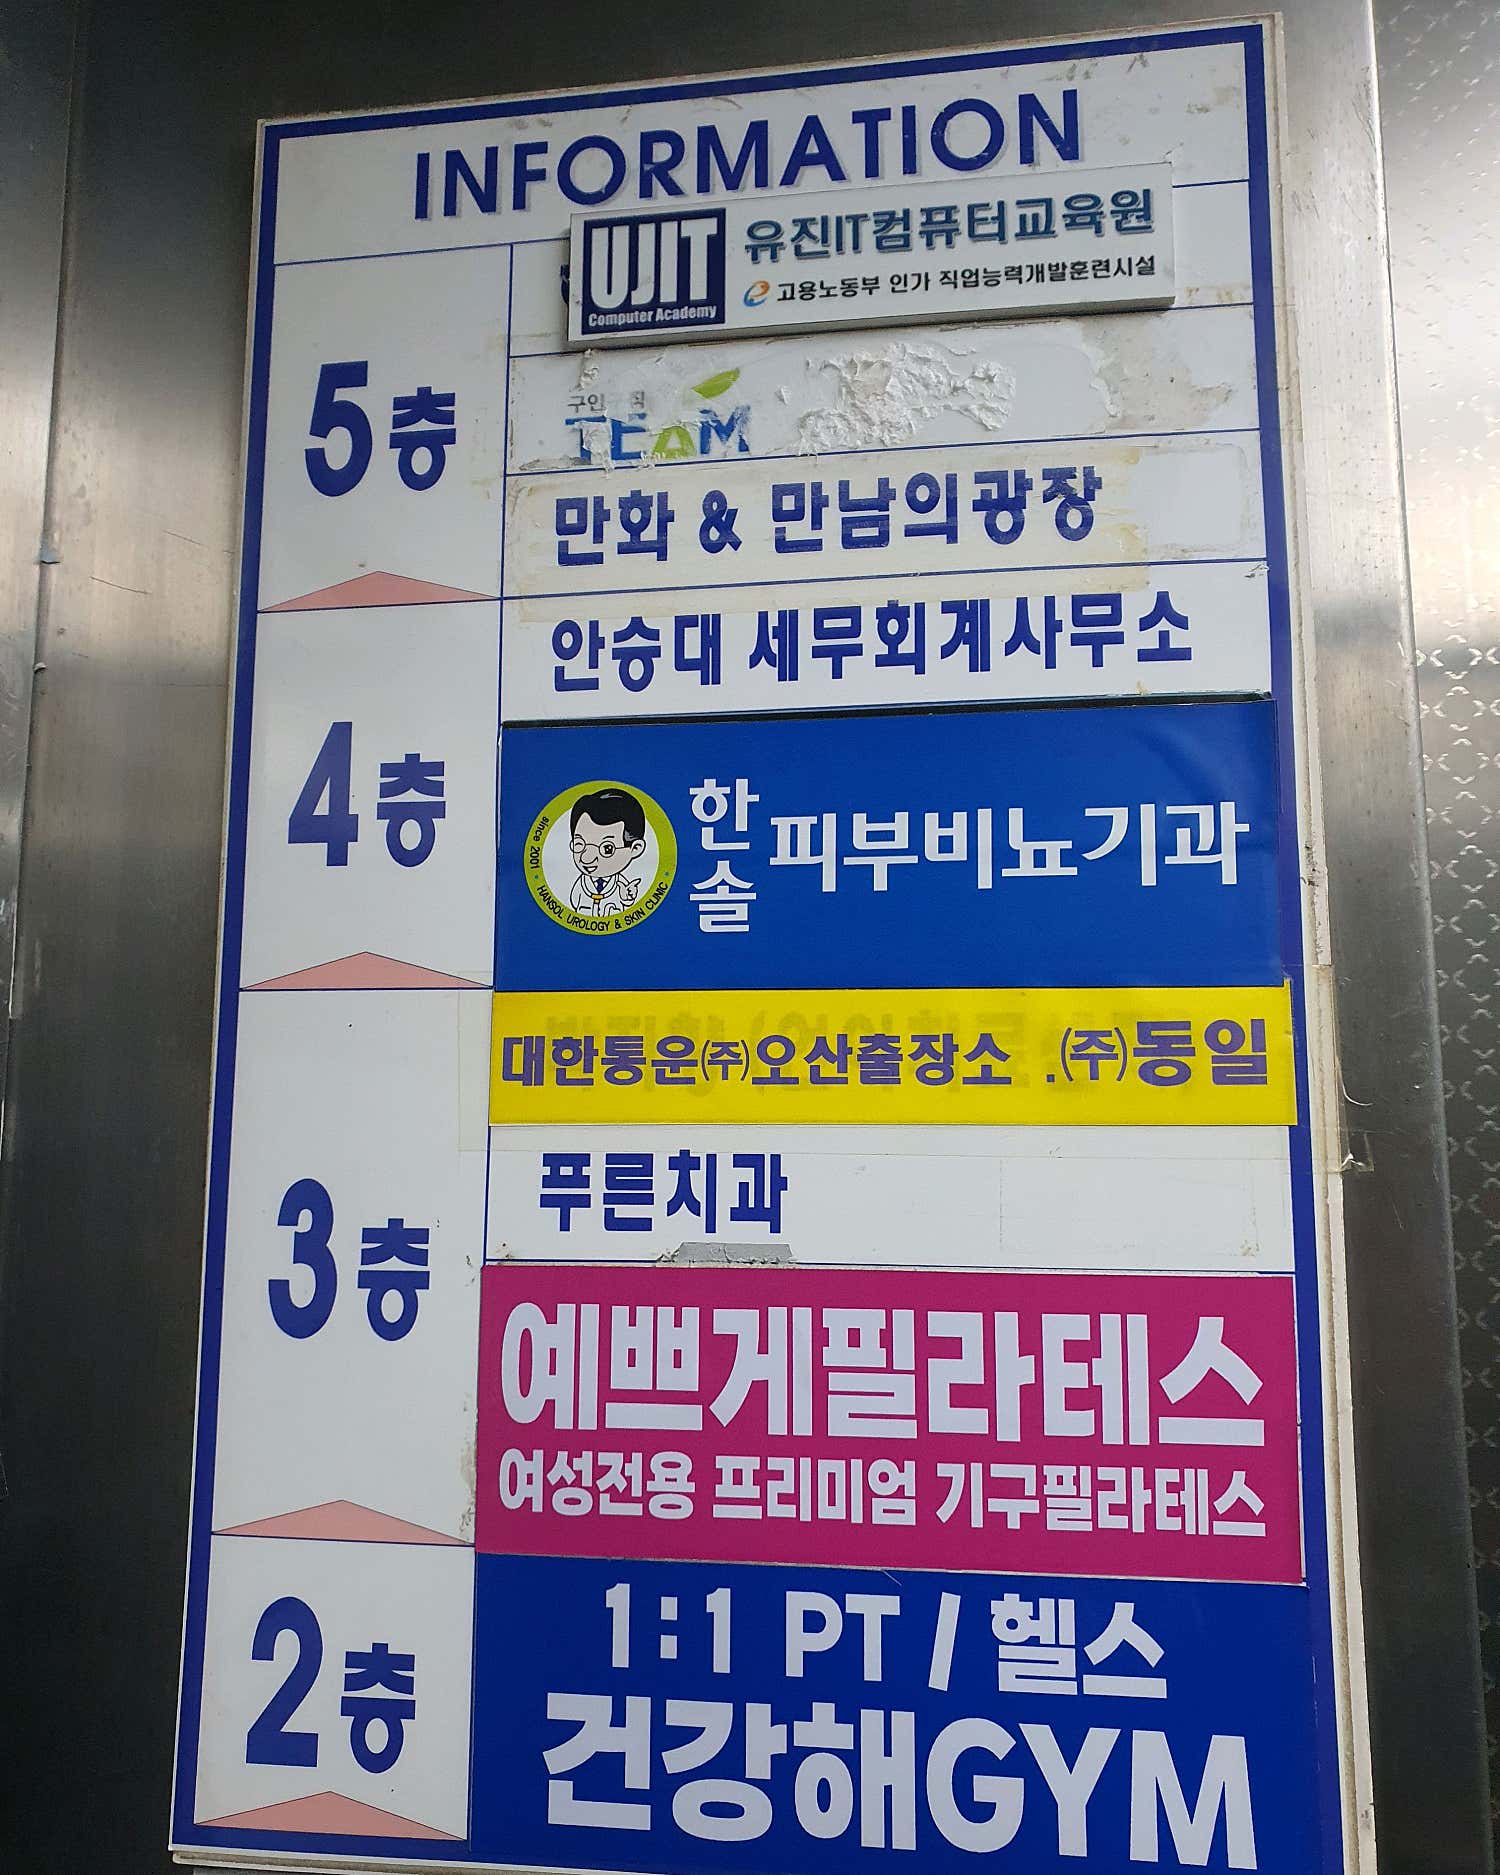 INFORMATION
UJIT
Computer Academy
유진IT컴퓨터교육원
고용노동부 인가 직업능력개발훈련시설
5층
구인
TEAM
만화 & 만남의광장
안승대 세무회계사무소
4층
한솔피부비뇨기과
since 2001 · HANSOL UROLOGY & SKIN CLINIC ·
대한통운㈜오산출장소 .(주)동일
3층
푸른치과
예쁘게필라테스
여성전용 프리미엄 기구필라테스
2층
1:1 PT / 헬스
건강해GYM